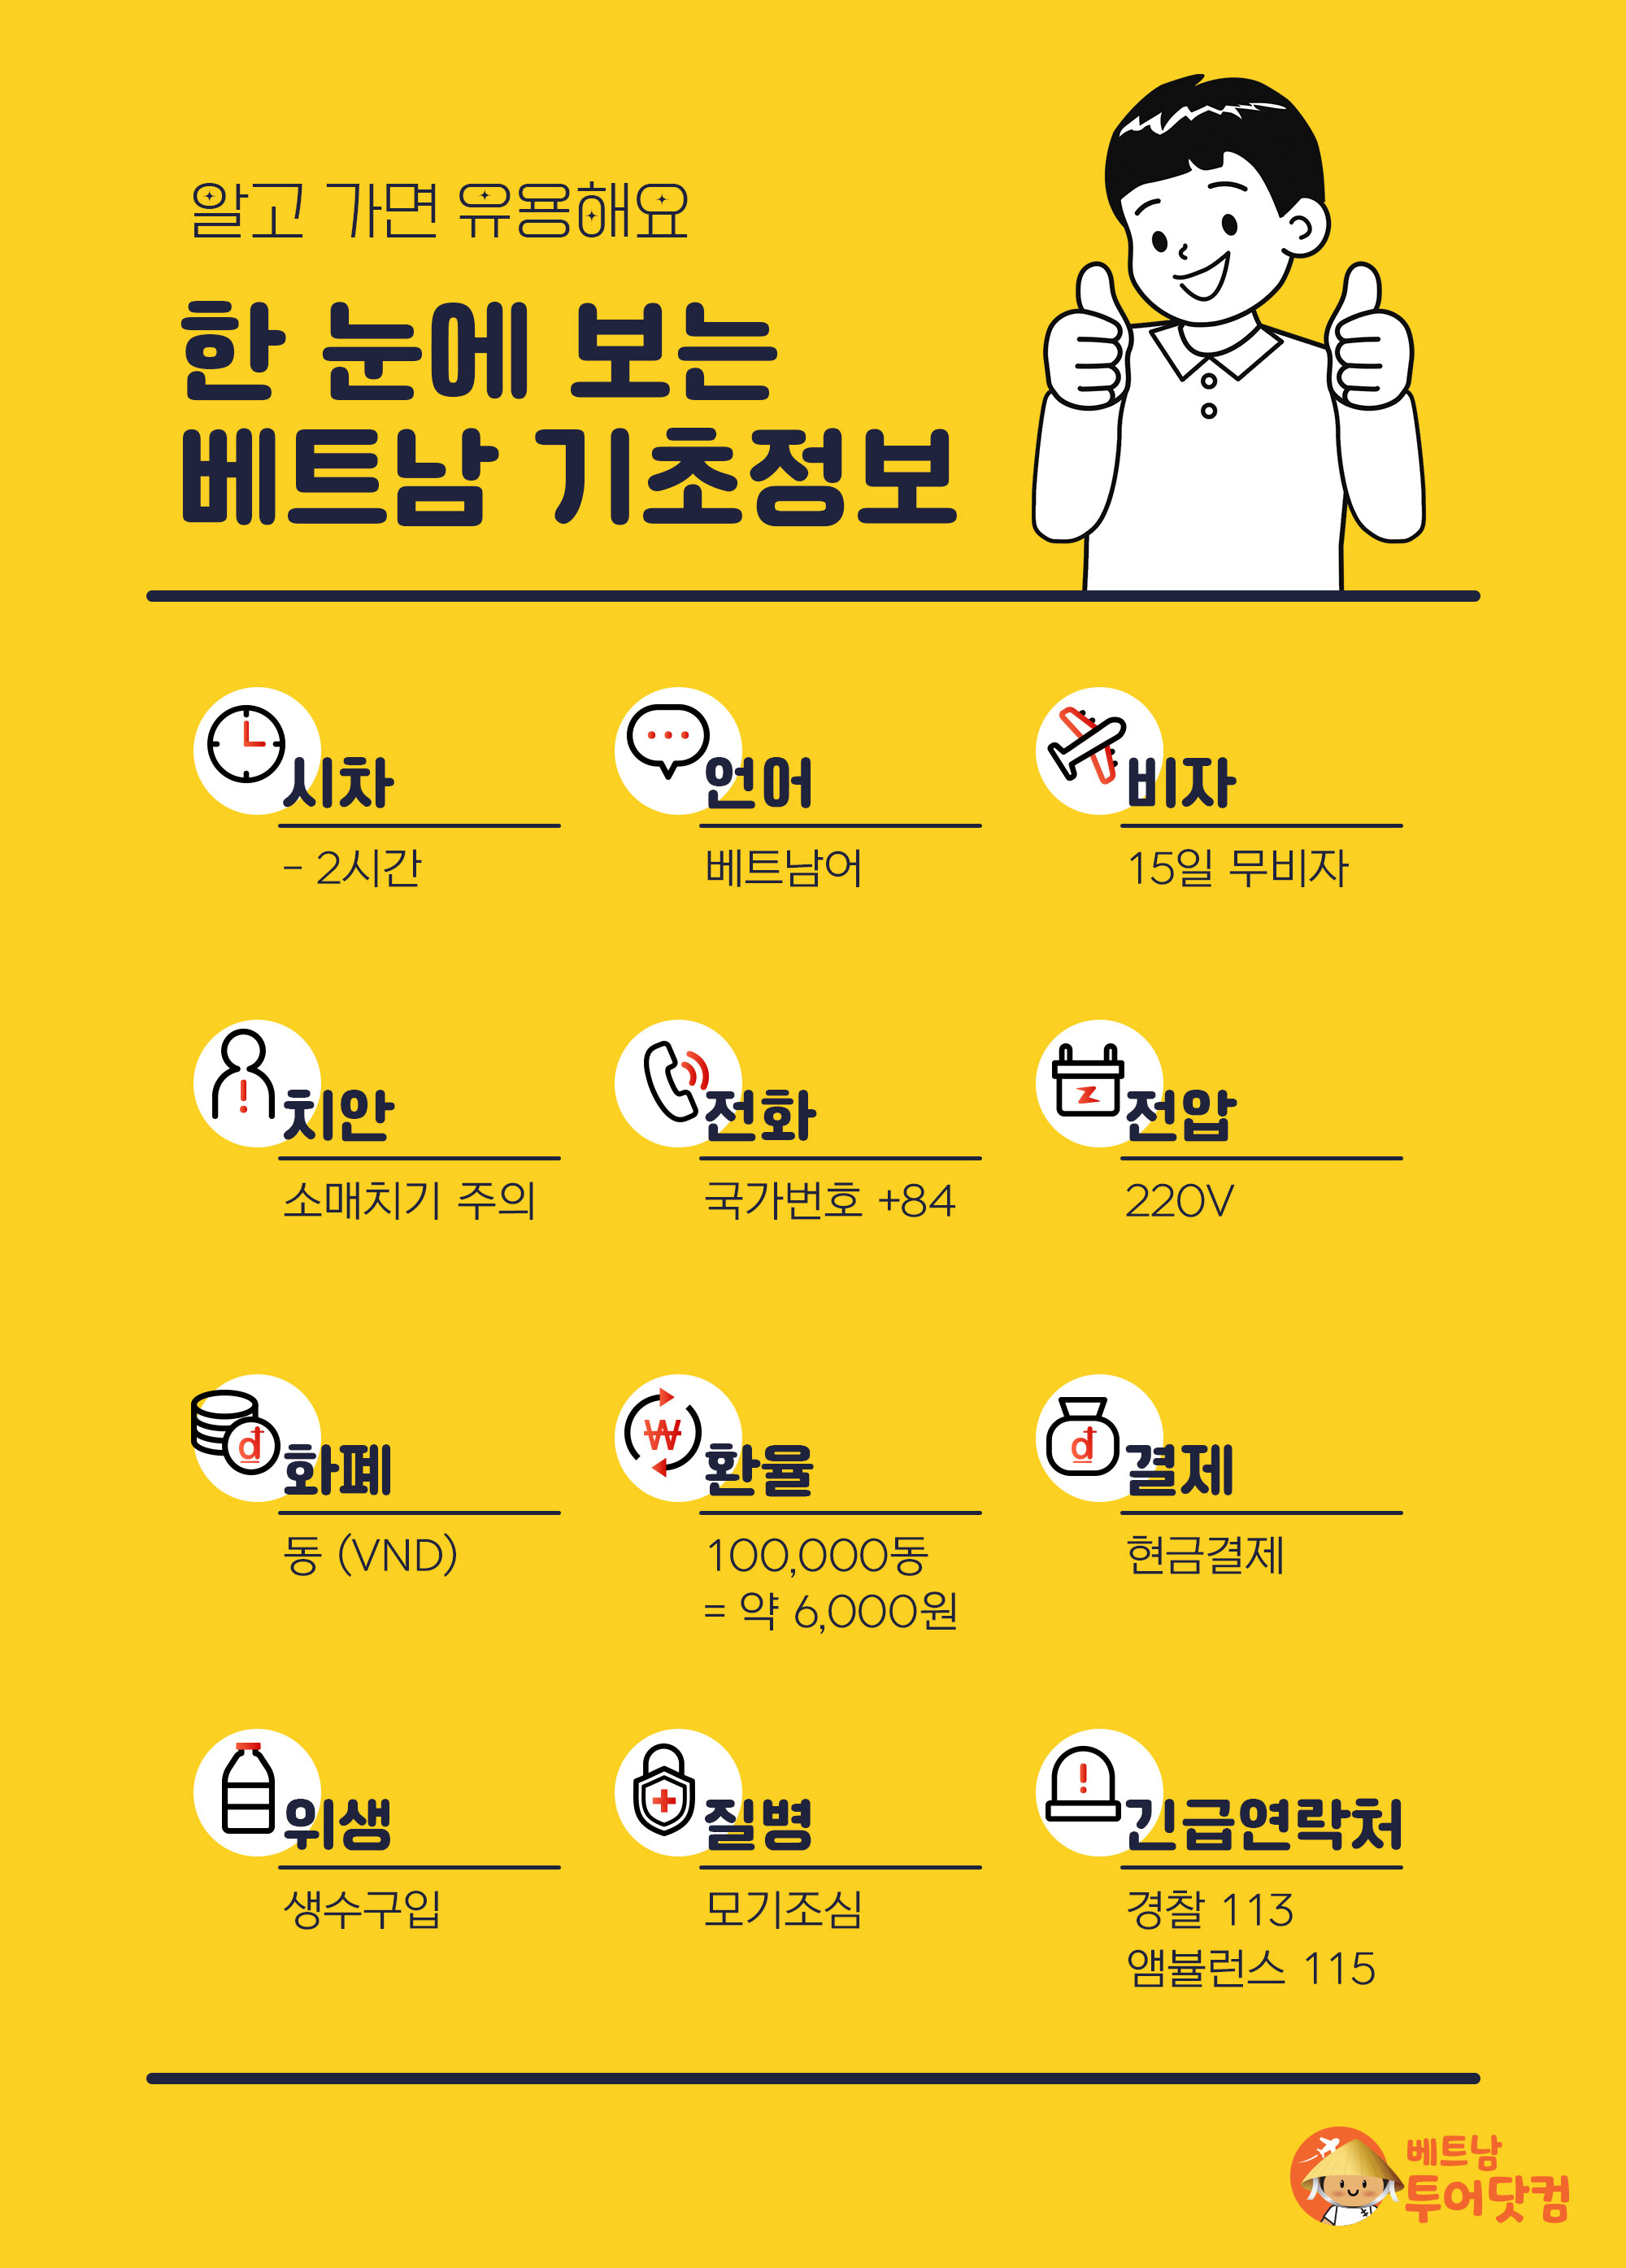 알고 가면 유용해요
한 눈에 보는
베트남 기초정보
시차
- 2시간
언어
베트남어
비자
15일 무비자
치안
소매치기 주의
전화
국가번호 +84
전압
220V
화폐
동 (VND)
환율
100,000동
= 약 6,000원
결제
현금결제
위생
생수구입
질병
모기조심
긴급연락처
경찰 113
앰뷸런스 115
베트남
투어닷컴